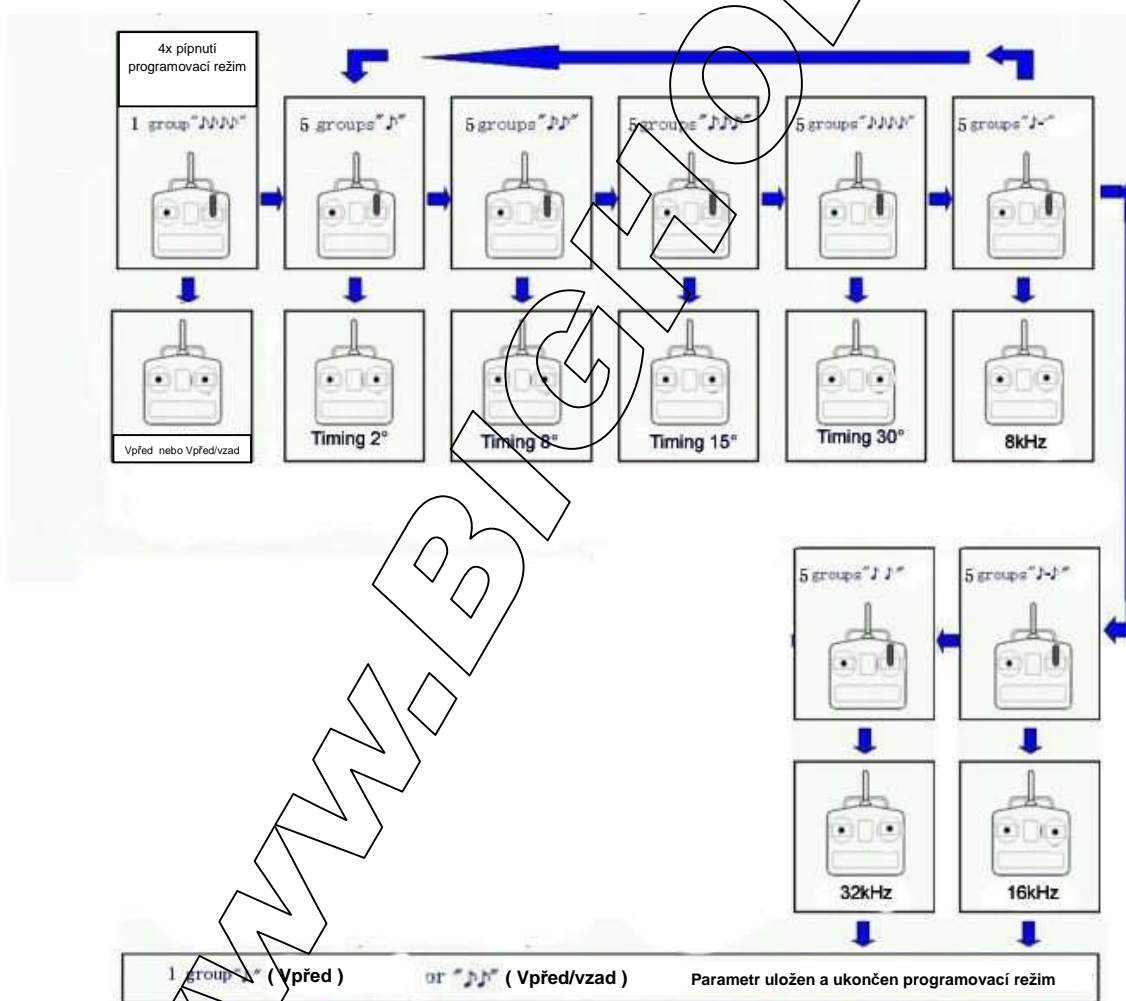 4x pípnutí
programovací režim
1 group"♪♪♪♪"
5 groups"♪"
5 groups"♪♪"
5 groups"♪♪♪"
5 groups"♪♪♪♪"
5 groups"♪-"
Vpřed nebo Vpřed/vzad
Timing 2°
Timing 8°
Timing 15°
Timing 30°
8kHz
5 groups"♪ ♪"
5 groups"♪-♪"
32kHz
16kHz
1 group"♪" ( Vpřed ) or "♪♪" ( Vpřed/vzad ) Parametr uložen a ukončen programovací režim
WWW.BIGH